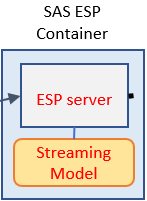 SAS ESP
Container
ESP server
Streaming
Model